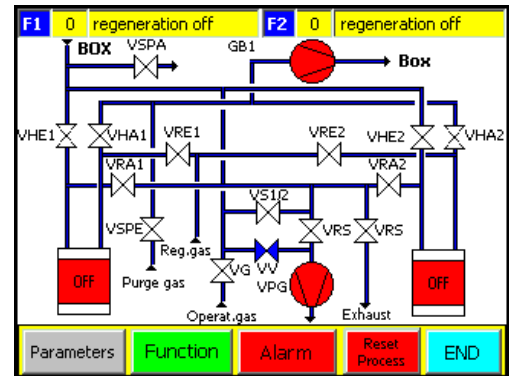 F1 0 regeneration off F2 0 regeneration off
BOX VSPA GB1 Box
VHE1 VHA1 VRE1 VRE2 VHE2 VHA2
VRA1 VRA2
VS1/2
VSPE VRS VRS
Reg.gas
OFF Purge gas VG VV VPG OFF
Operat.gas Exhaust
Parameters Function Alarm Reset Process END